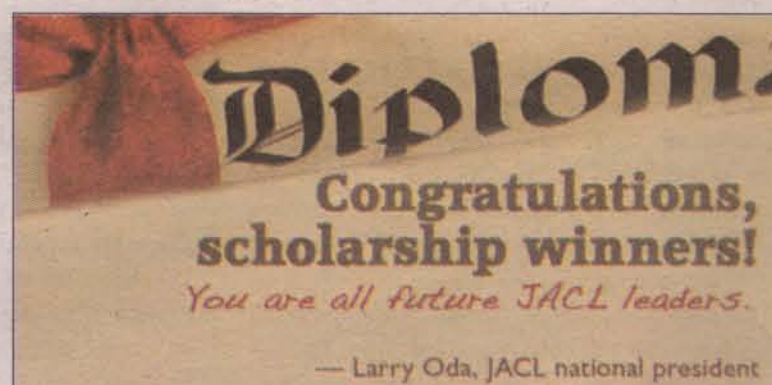 Diplom
Congratulations,
scholarship winners!
You are all future JACL leaders.
— Larry Oda, JACL national president